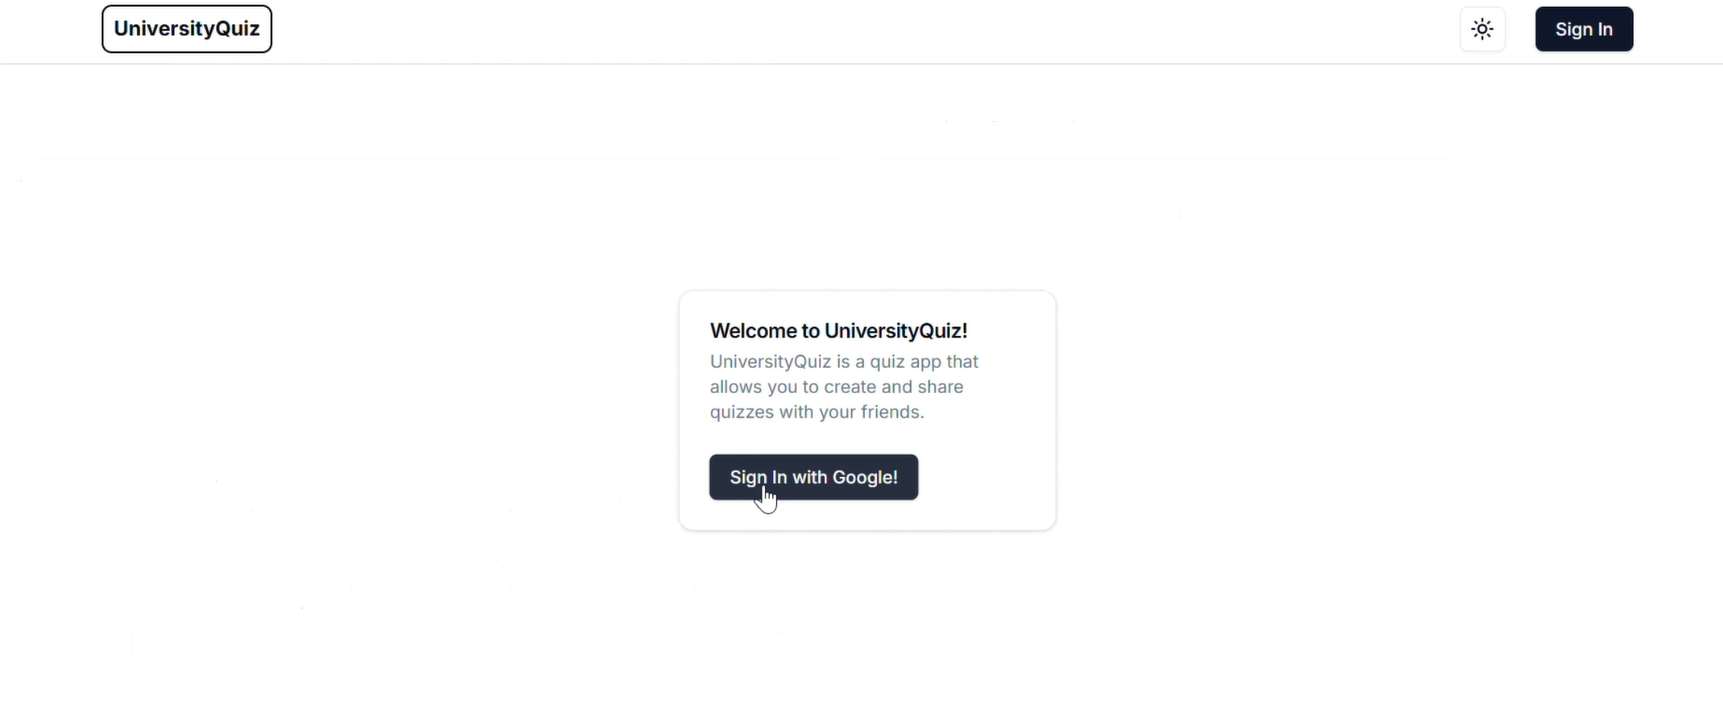 UniversityQuiz
Sign In
Welcome to UniversityQuiz!
UniversityQuiz is a quiz app that
allows you to create and share
quizzes with your friends.
Sign In with Google!